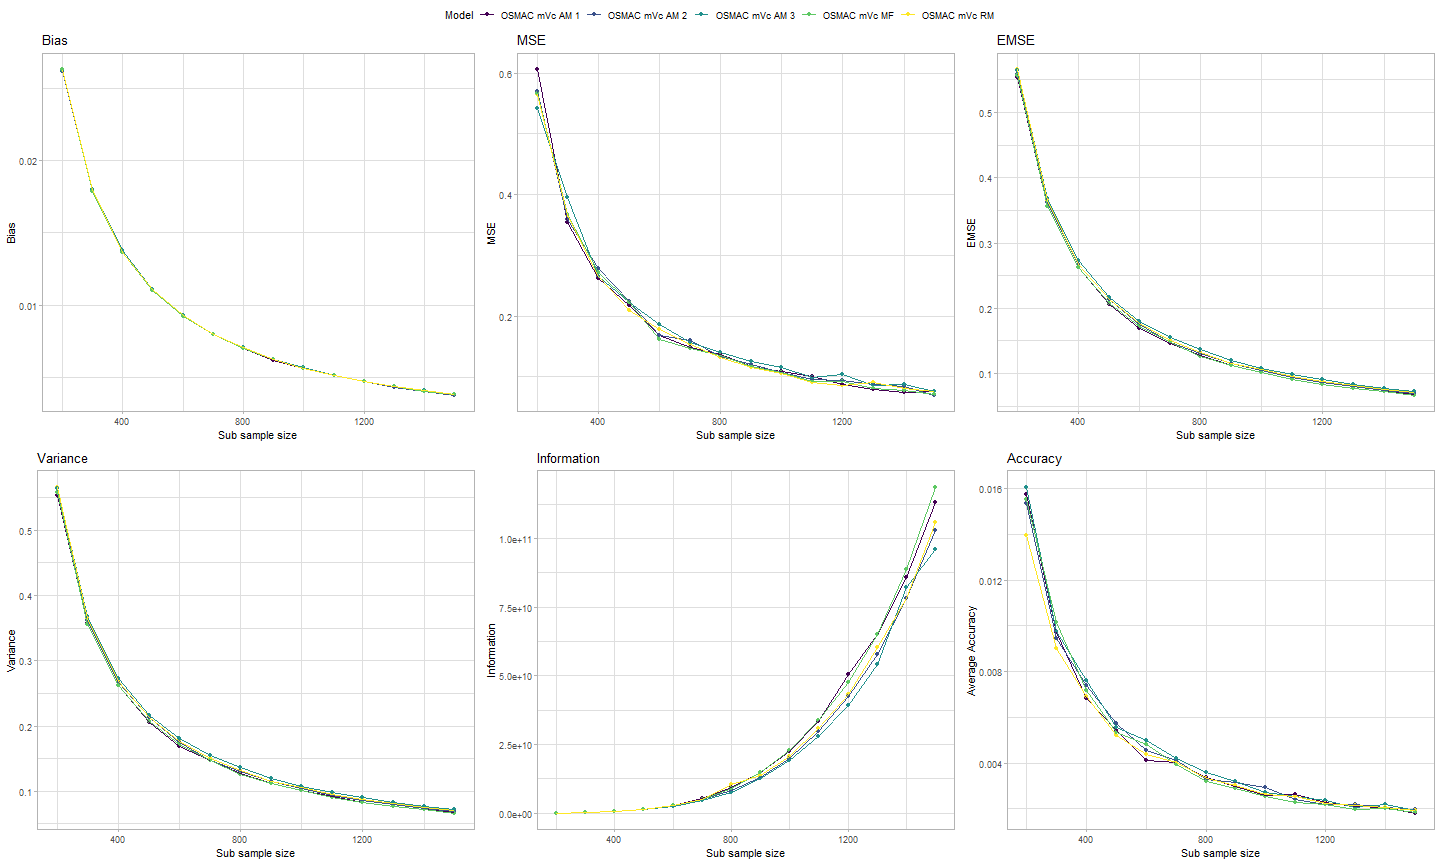 Model OSMAC mVc AM 1 OSMAC mVc AM 2 OSMAC mVc AM 3 OSMAC mVc MF OSMAC mVc RM
Bias
Bias
0.02
0.01
400 800 1200
Sub sample size
MSE
MSE
0.6
0.4
0.2
400 800 1200
Sub sample size
EMSE
EMSE
0.5
0.4
0.3
0.2
0.1
400 800 1200
Sub sample size
Variance
Variance
0.5
0.4
0.3
0.2
0.1
400 800 1200
Sub sample size
Information
Information
1.0e+11
7.5e+10
5.0e+10
2.5e+10
0.0e+00
400 800 1200
Sub sample size
Accuracy
Average Accuracy
0.016
0.012
0.008
0.004
400 800 1200
Sub sample size